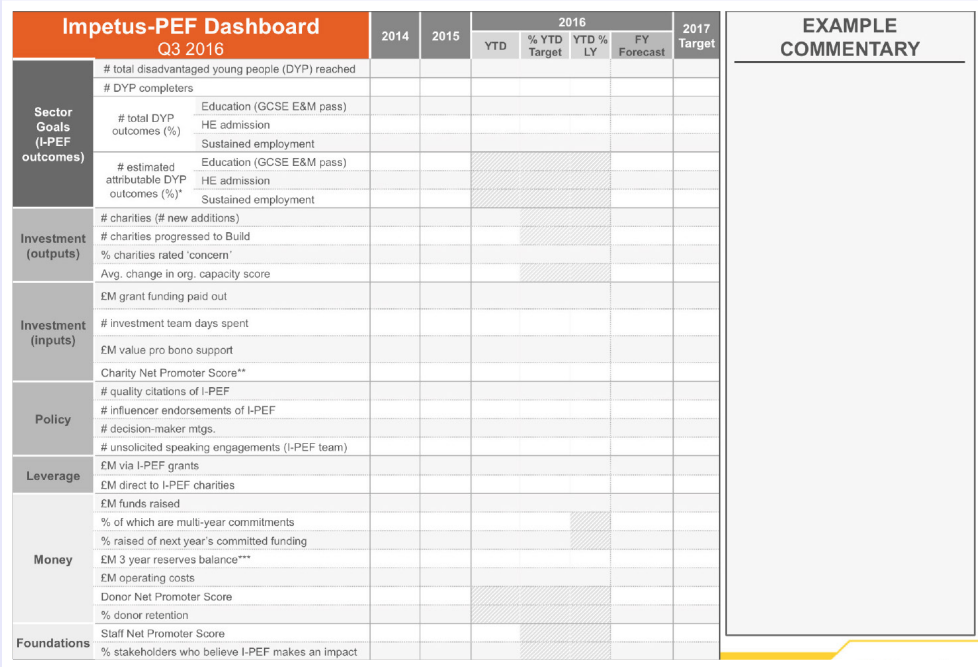 Impetus-PEF Dashboard
Q3 2016
2014
2015
2016
YTD
% YTD Target
YTD % LY
FY Forecast
2017 Target
EXAMPLE
COMMENTARY
Sector Goals (I-PEF outcomes)
# total disadvantaged young people (DYP) reached
# DYP completers
# total DYP outcomes (%)
Education (GCSE E&M pass)
HE admission
Sustained employment
# estimated attributable DYP outcomes (%)*
Education (GCSE E&M pass)
HE admission
Sustained employment
Investment (outputs)
# charities (# new additions)
# charities progressed to Build
% charities rated ‘concern’
Avg. change in org. capacity score
Investment (inputs)
£M grant funding paid out
# investment team days spent
£M value pro bono support
Charity Net Promoter Score**
Policy
# quality citations of I-PEF
# influencer endorsements of I-PEF
# decision-maker mtgs.
# unsolicited speaking engagements (I-PEF team)
Leverage
£M via I-PEF grants
£M direct to I-PEF charities
Money
£M funds raised
% of which are multi-year commitments
% raised of next year’s committed funding
£M 3 year reserves balance***
£M operating costs
Donor Net Promoter Score
% donor retention
Foundations
Staff Net Promoter Score
% stakeholders who believe I-PEF makes an impact